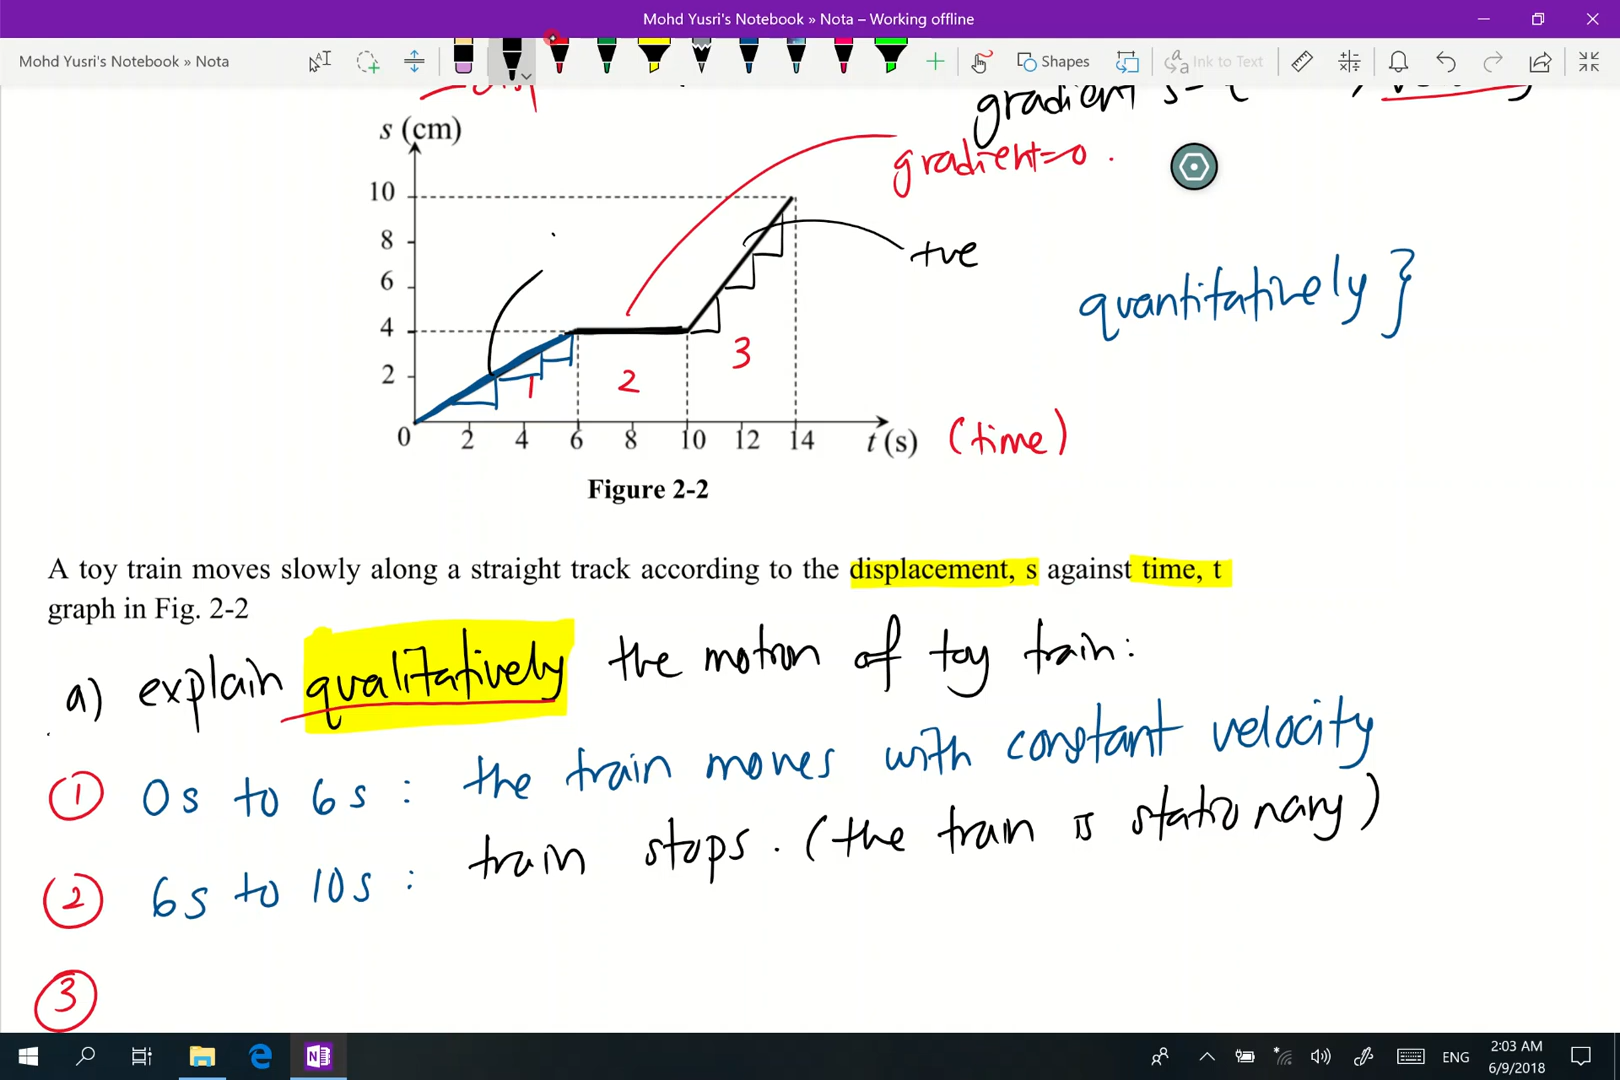 Mohd Yusri's Notebook » Nota – Working offline
Mohd Yusri's Notebook » Nota
Shapes
Ink to Text
gradient s-t
s (cm)
gradient=0.
10
8
6
4
2
+ve
quantitatively }
1
2
3
0 2 4 6 8 10 12 14 t (s) (time)
Figure 2-2
A toy train moves slowly along a straight track according to the displacement, s against time, t
graph in Fig. 2-2
a) explain qualitatively the motion of toy train:
1 0s to 6s : the train moves with constant velocity
2 6s to 10s : train stops. (the train is stationary)
3
ENG
2:03 AM
6/9/2018